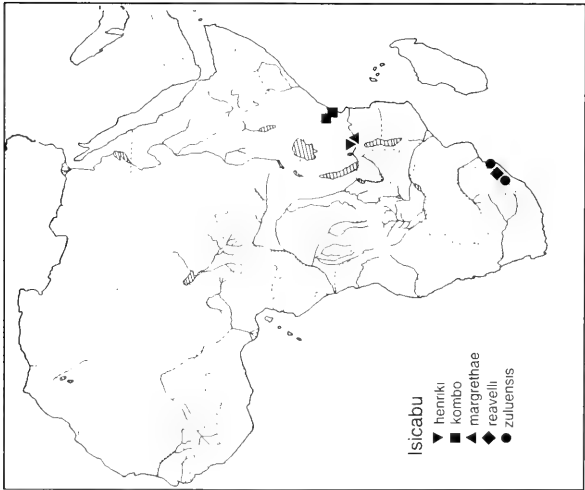 Isicabu
▼ henriki
■ kombo
▲ margrethae
◆ reavelli
● zuluensis